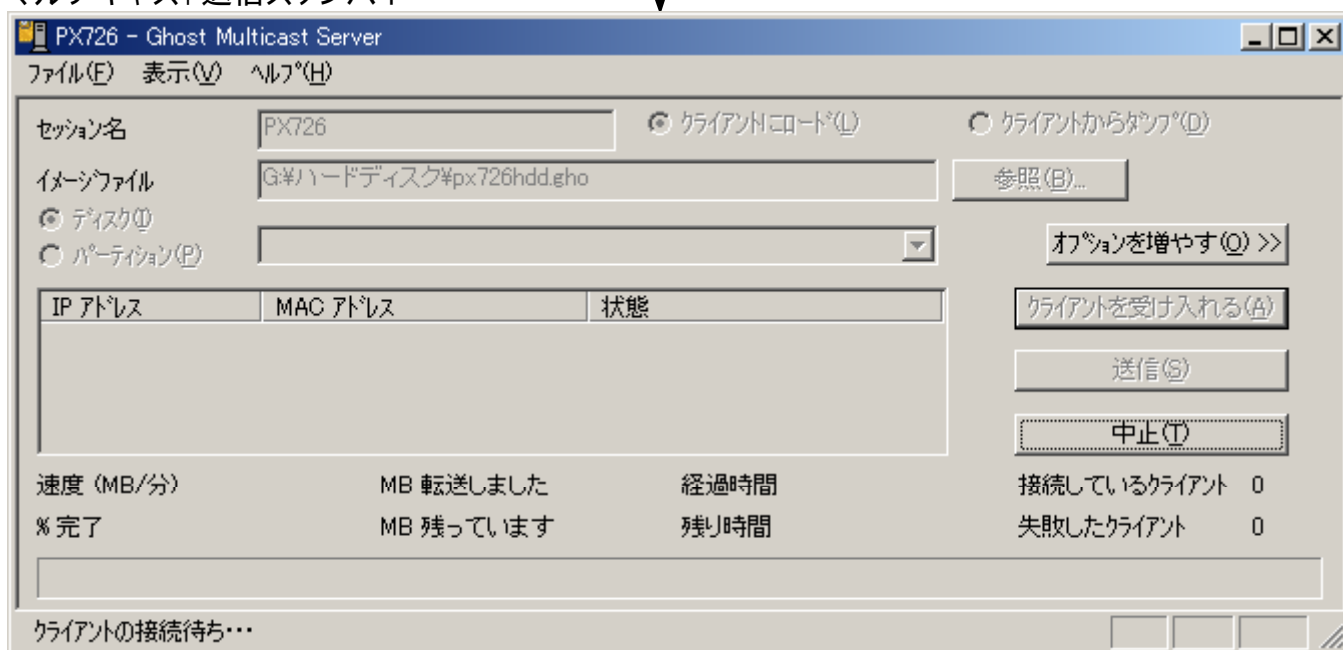 PX726 - Ghost Multicast Server
ファイル(F) 表示(V) ヘルプ(H)
セッション名 PX726 クライアントにロード(L) クライアントからダンプ(D)
イメージファイル G:¥ハードディスク¥px726hdd.gho 参照(B)...
ディスク(I)
パーティション(P) オプションを増やす(O) >>
IP アドレス MAC アドレス 状態 クライアントを受け入れる(A)
送信(S)
中止(T)
速度 (MB/分) MB 転送しました 経過時間 接続しているクライアント 0
% 完了 MB 残っています 残り時間 失敗したクライアント 0
クライアントの接続待ち・・・